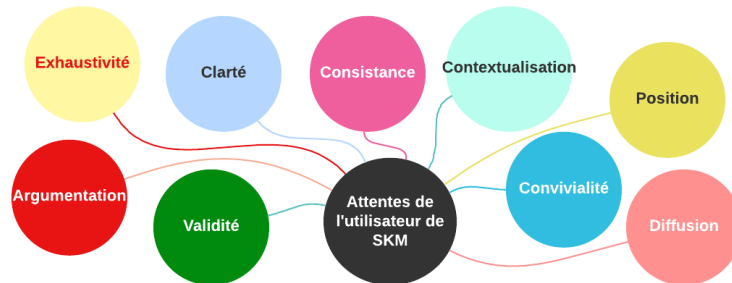 Exhaustivité
Clarté
Consistance
Contextualisation
Position
Argumentation
Validité
Attentes de
l'utilisateur de
SKM
Convivialité
Diffusion